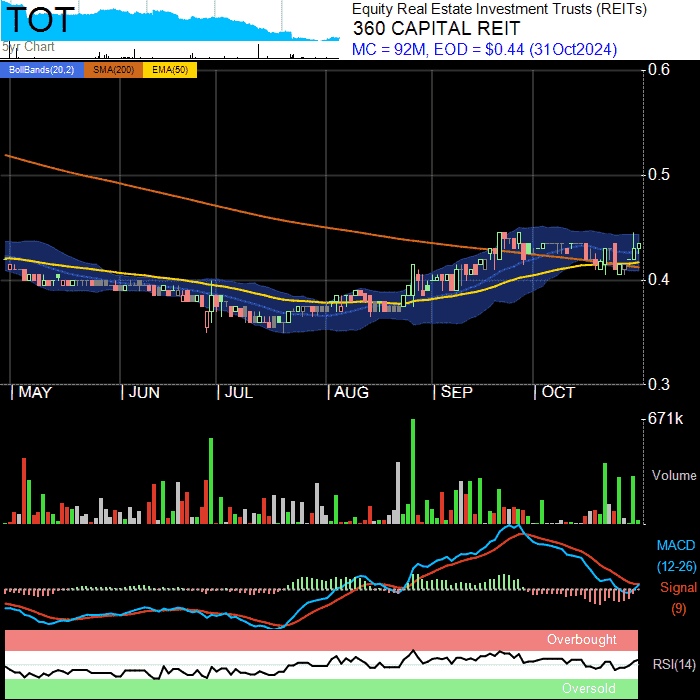 TOT
5yr Chart
Equity Real Estate Investment Trusts (REITs)
360 CAPITAL REIT
MC = 92M, EOD = $0.44 (31Oct2024)
BollBands(20,2) SMA(200) EMA(50)
0.6
0.5
0.4
0.3
MAY JUN JUL AUG SEP OCT
671k
Volume
MACD
(12-26)
Signal
(9)
Overbought
RSI(14)
Oversold